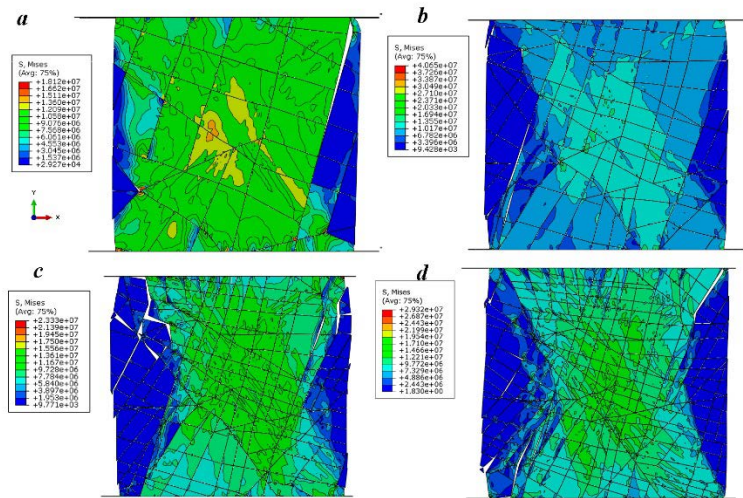 a
S, Mises
(Avg: 75%)
+1.812e+07
+1.662e+07
+1.511e+07
+1.360e+07
+1.209e+07
+1.058e+07
+9.076e+06
+7.568e+06
+6.061e+06
+4.553e+06
+3.045e+06
+1.537e+06
+2.927e+04
Y
X
b
S, Mises
(Avg: 75%)
+4.065e+07
+3.726e+07
+3.387e+07
+3.049e+07
+2.710e+07
+2.371e+07
+2.033e+07
+1.694e+07
+1.355e+07
+1.017e+07
+6.782e+06
+3.396e+06
+9.428e+03
c
S, Mises
(Avg: 75%)
+2.333e+07
+2.139e+07
+1.945e+07
+1.750e+07
+1.556e+07
+1.361e+07
+1.167e+07
+9.728e+06
+7.784e+06
+5.840e+06
+3.897e+06
+1.953e+06
+9.771e+03
d
S, Mises
(Avg: 75%)
+2.932e+07
+2.687e+07
+2.443e+07
+2.199e+07
+1.954e+07
+1.710e+07
+1.466e+07
+1.221e+07
+9.772e+06
+7.329e+06
+4.886e+06
+2.443e+06
+1.830e+00